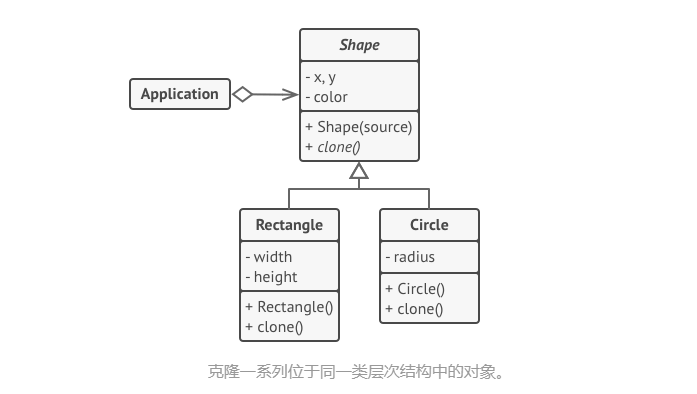 Shape
- x, y
- color
+ Shape(source)
+ clone()
Application
Rectangle
- width
- height
+ Rectangle()
+ clone()
Circle
- radius
+ Circle()
+ clone()
克隆一系列位于同一类层次结构中的对象。